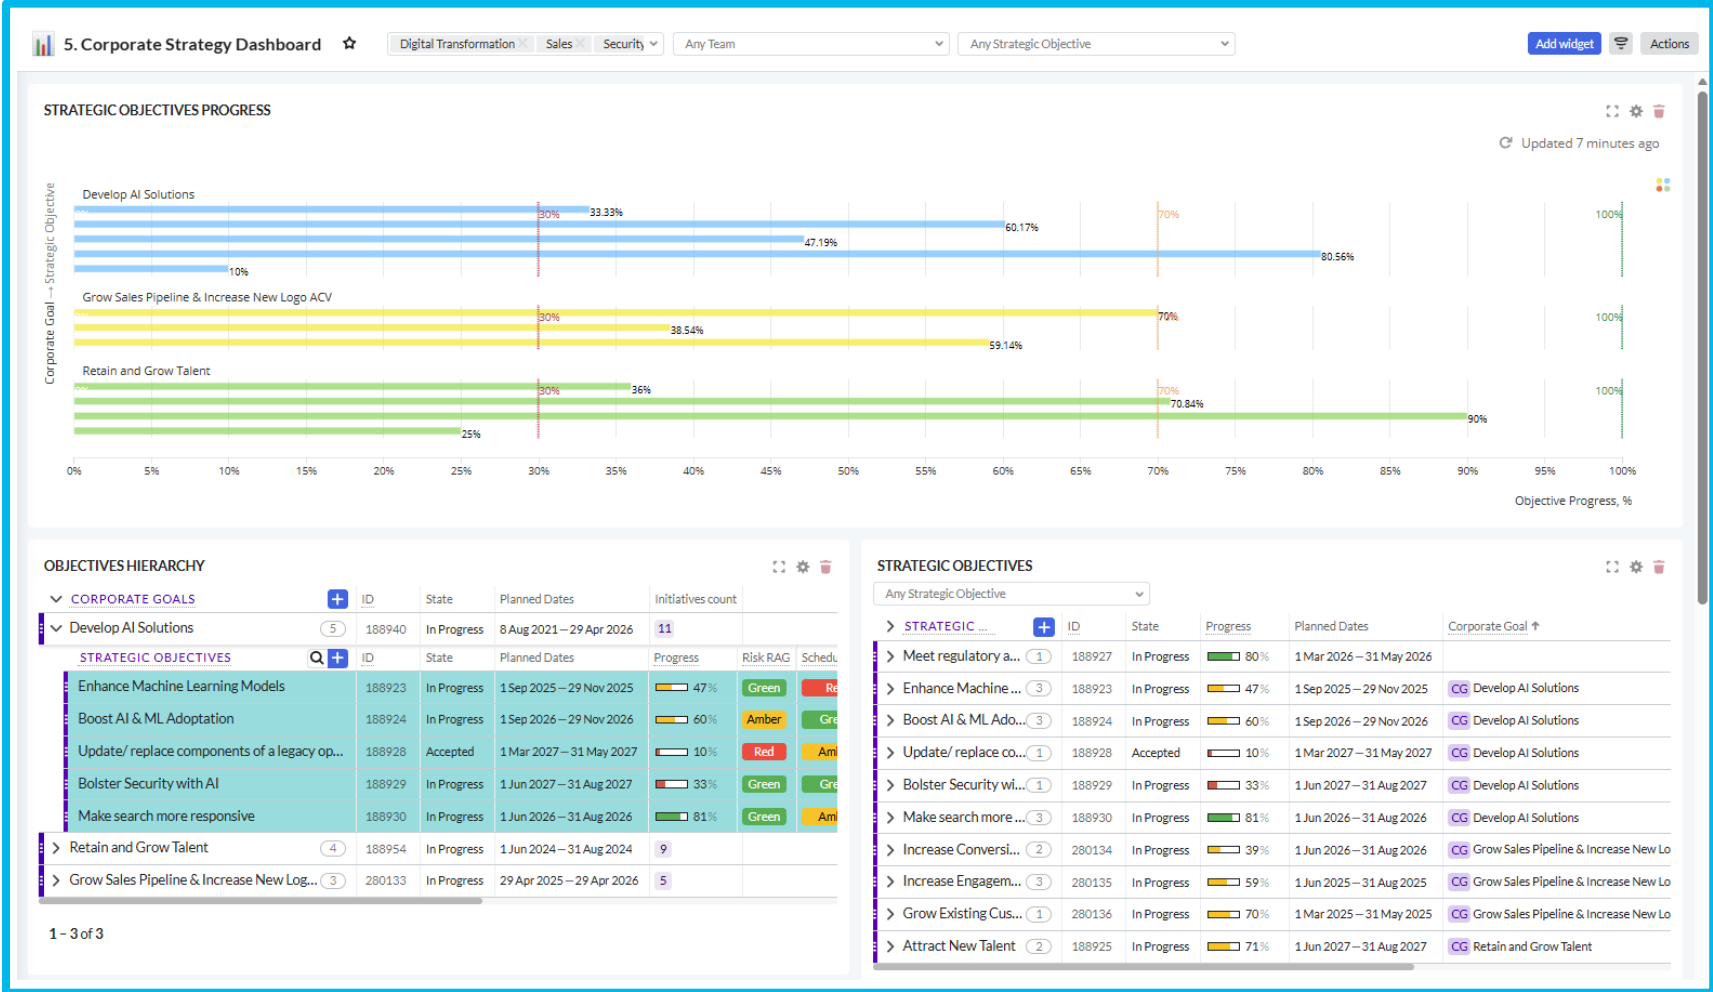 5. Corporate Strategy Dashboard
Digital Transformation Sales Security
Any Team
Any Strategic Objective
Add widget
Actions
STRATEGIC OBJECTIVES PROGRESS
Updated 7 minutes ago
Corporate Goal → Strategic Objective
Develop AI Solutions
30% 33.33% 70% 100%
60.17%
47.19%
80.56%
10%
Grow Sales Pipeline & Increase New Logo ACV
30% 70% 100%
38.54%
59.14%
Retain and Grow Talent
30% 36% 70% 100%
70.84%
90%
25%
0% 5% 10% 15% 20% 25% 30% 35% 40% 45% 50% 55% 60% 65% 70% 75% 80% 85% 90% 95% 100%
Objective Progress, %
OBJECTIVES HIERARCHY
CORPORATE GOALS + ID State Planned Dates Initiatives count
Develop AI Solutions 5 188940 In Progress 8 Aug 2021 – 29 Apr 2026 11
STRATEGIC OBJECTIVES + ID State Planned Dates Progress Risk RAG Schedu
Enhance Machine Learning Models 188923 In Progress 1 Sep 2025 – 29 Nov 2025 47% Green Re
Boost AI & ML Adoptation 188924 In Progress 1 Sep 2026 – 29 Nov 2026 60% Amber Gre
Update/ replace components of a legacy op... 188928 Accepted 1 Mar 2027 – 31 May 2027 10% Red Am
Bolster Security with AI 188929 In Progress 1 Jun 2027 – 31 Aug 2027 33% Green Gre
Make search more responsive 188930 In Progress 1 Jun 2026 – 31 Aug 2026 81% Green Am
Retain and Grow Talent 4 188954 In Progress 1 Jun 2024 – 31 Aug 2024 9
Grow Sales Pipeline & Increase New Log... 3 280133 In Progress 29 Apr 2025 – 29 Apr 2026 5
1 – 3 of 3
STRATEGIC OBJECTIVES
Any Strategic Objective
STRATEGIC ... + ID State Progress Planned Dates Corporate Goal ↑
Meet regulatory a... 1 188927 In Progress 80% 1 Mar 2026 – 31 May 2026
Enhance Machine ... 3 188923 In Progress 47% 1 Sep 2025 – 29 Nov 2025 CG Develop AI Solutions
Boost AI & ML Ado... 3 188924 In Progress 60% 1 Sep 2026 – 29 Nov 2026 CG Develop AI Solutions
Update/ replace co... 1 188928 Accepted 10% 1 Mar 2027 – 31 May 2027 CG Develop AI Solutions
Bolster Security wi... 1 188929 In Progress 33% 1 Jun 2027 – 31 Aug 2027 CG Develop AI Solutions
Make search more ... 3 188930 In Progress 81% 1 Jun 2026 – 31 Aug 2026 CG Develop AI Solutions
Increase Conversi... 2 280134 In Progress 39% 1 Jun 2026 – 31 Aug 2026 CG Grow Sales Pipeline & Increase New Lo
Increase Engagem... 3 280135 In Progress 59% 1 Jun 2025 – 31 Aug 2025 CG Grow Sales Pipeline & Increase New Lo
Grow Existing Cus... 1 280136 In Progress 70% 1 Mar 2025 – 31 May 2025 CG Grow Sales Pipeline & Increase New Lo
Attract New Talent 2 188925 In Progress 71% 1 Jun 2027 – 31 Aug 2027 CG Retain and Grow Talent